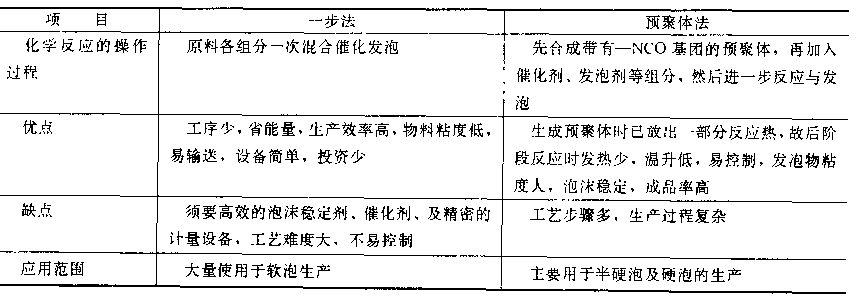 项 目 一步法 预聚体法
化学反应的操作过程 原料各组分一次混合催化发泡 先合成带有—NCO 基团的预聚体，再加入催化剂、发泡剂等组分，然后进一步反应与发泡
优点 工序少，省能量，生产效率高，物料粘度低，易输送，设备简单，投资少 生成预聚体时已放出一部分反应热，故后阶段反应时发热少，温升低，易控制，发泡物粘度大，泡沫稳定，成品率高
缺点 须要高效的泡沫稳定剂、催化剂、及精密的计量设备，工艺难度大，不易控制 工艺步骤多，生产过程复杂
应用范围 大量使用于软泡生产 主要用于半硬泡及硬泡的生产